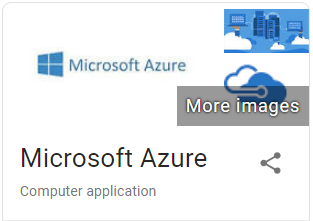 Microsoft Azure
More images
Microsoft Azure
Computer application